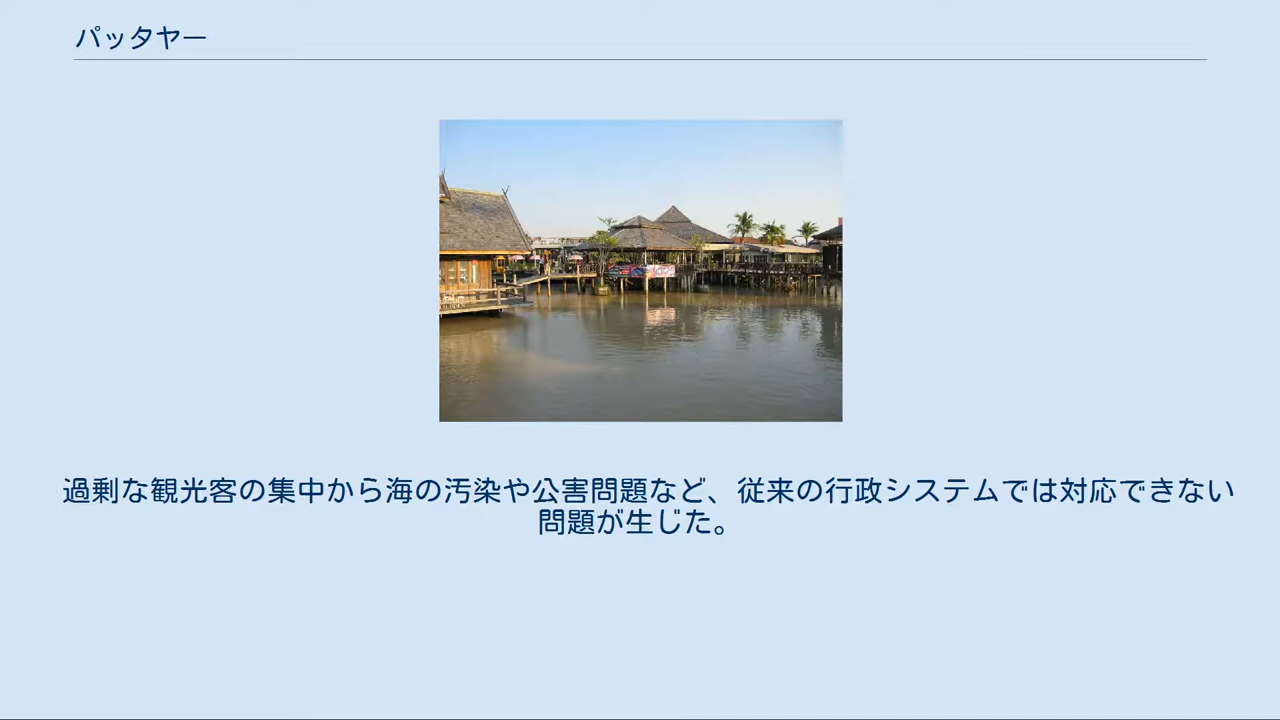 パッタヤー
過剰な観光客の集中から海の汚染や公害問題など、従来の行政システムでは対応できない
問題が生じた。